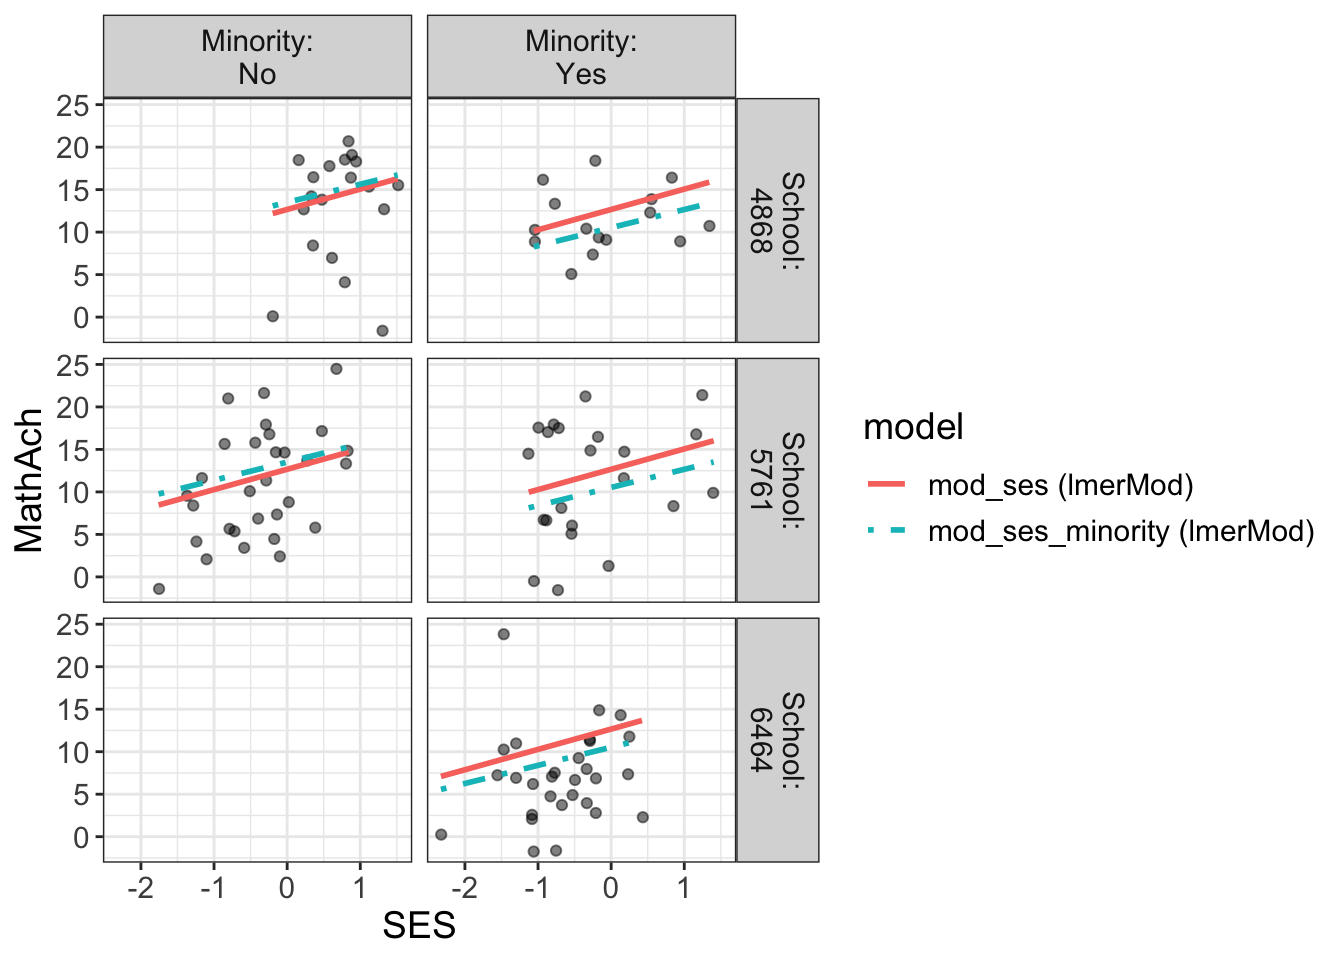 Minority:
No
Minority:
Yes
25
20
15
10
5
0
School:
4868
MathAch
25
20
15
10
5
0
School:
5761
model
mod_ses (lmerMod)
mod_ses_minority (lmerMod)
25
20
15
10
5
0
School:
6464
-2 -1 0 1
-2 -1 0 1
SES